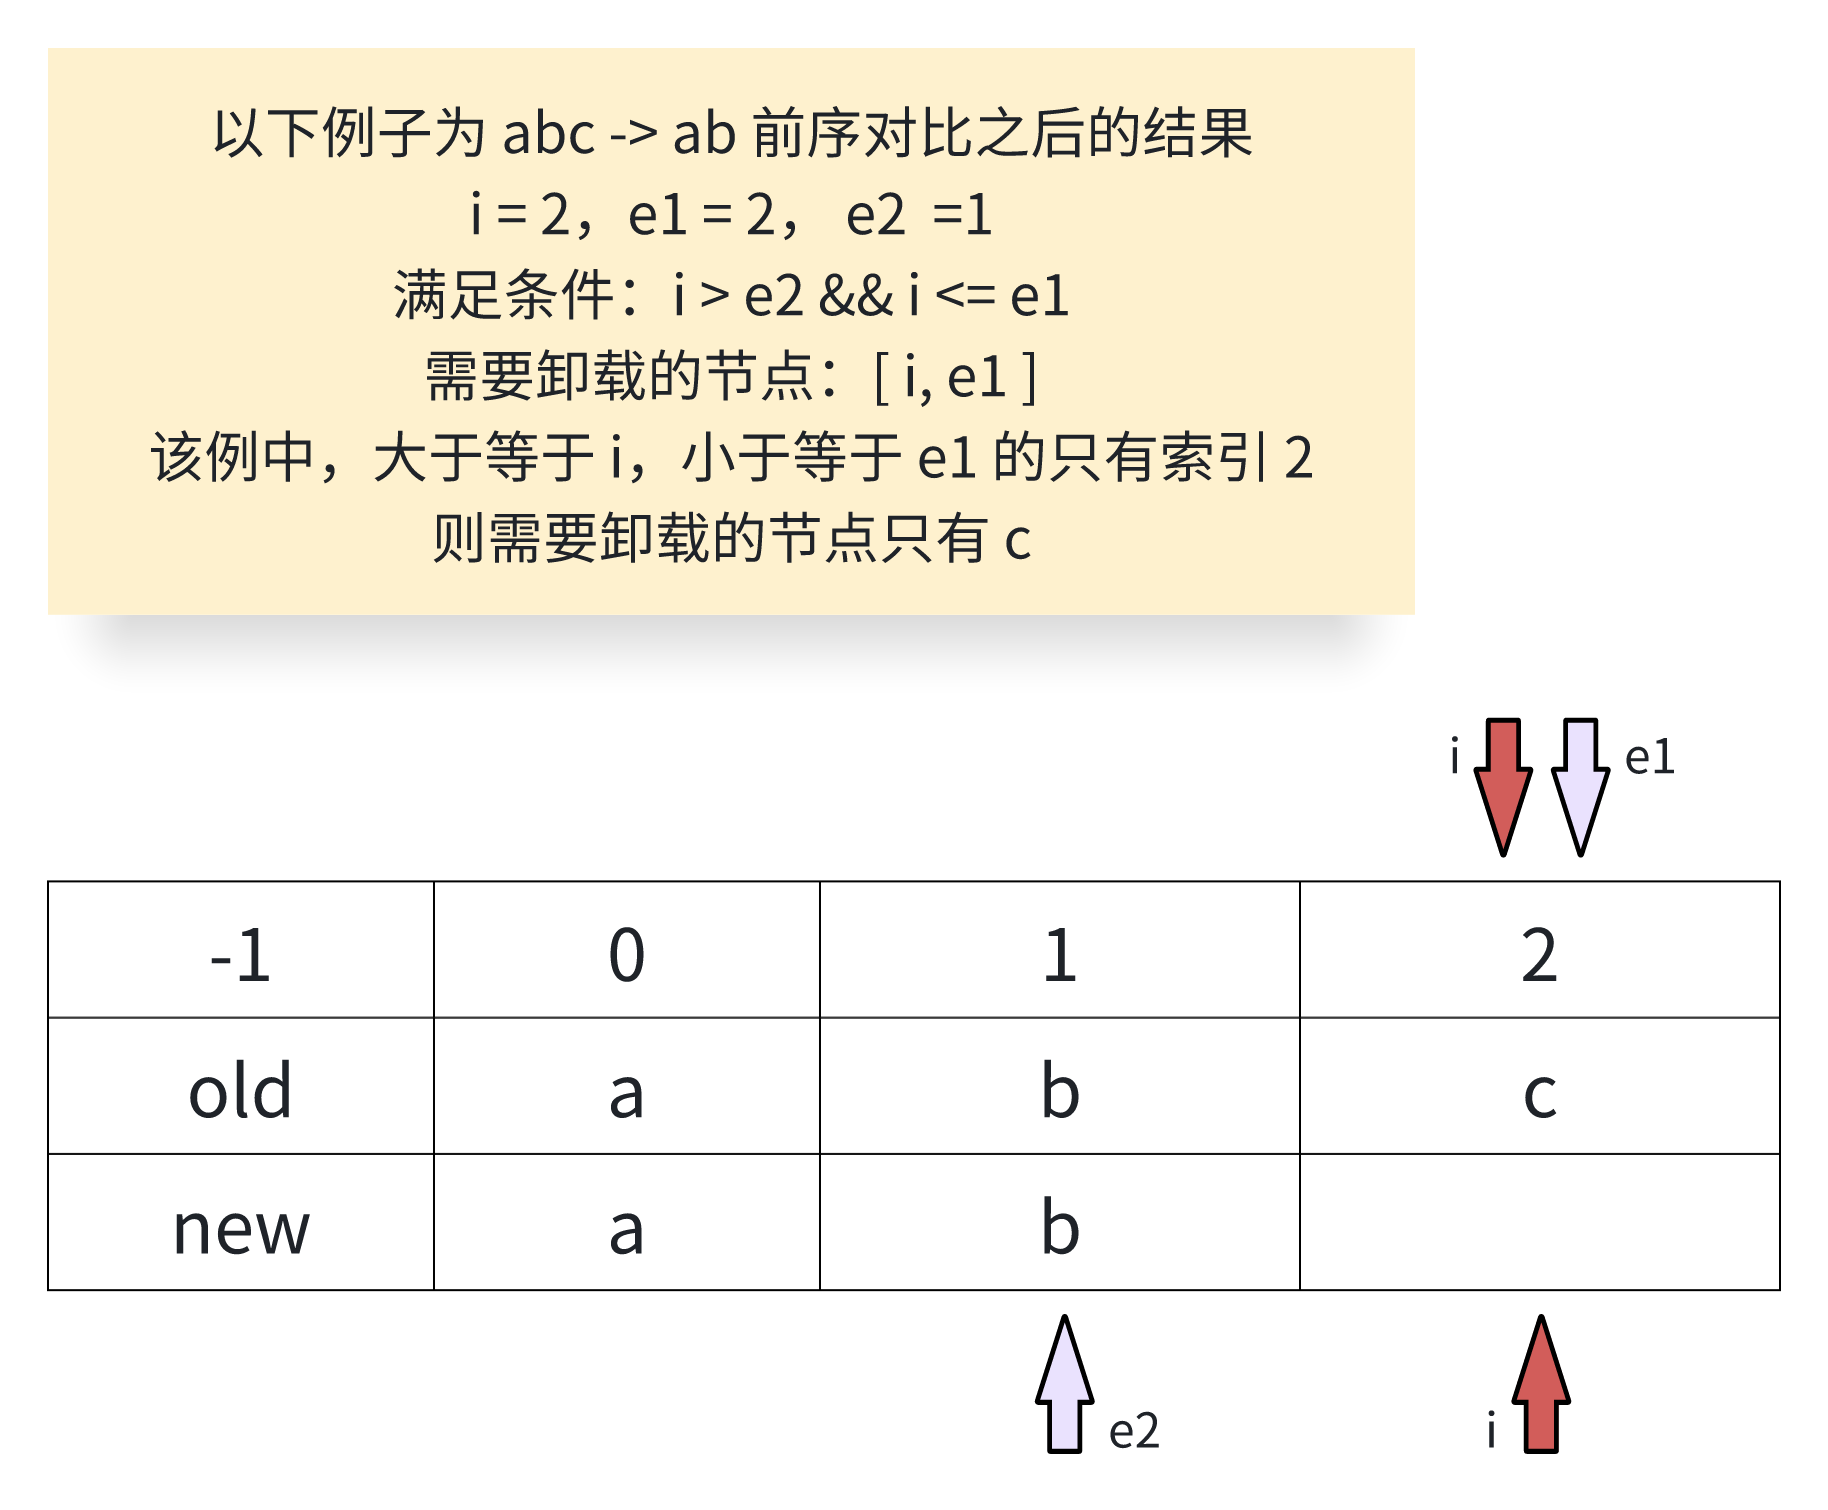 以下例子为 abc -> ab 前序对比之后的结果
i = 2，e1 = 2， e2  =1
满足条件：i > e2 && i <= e1
需要卸载的节点：[ i, e1 ]
该例中，大于等于 i，小于等于 e1 的只有索引 2
则需要卸载的节点只有 c
i e1
-1 0 1 2
old a b c
new a b
e2 i